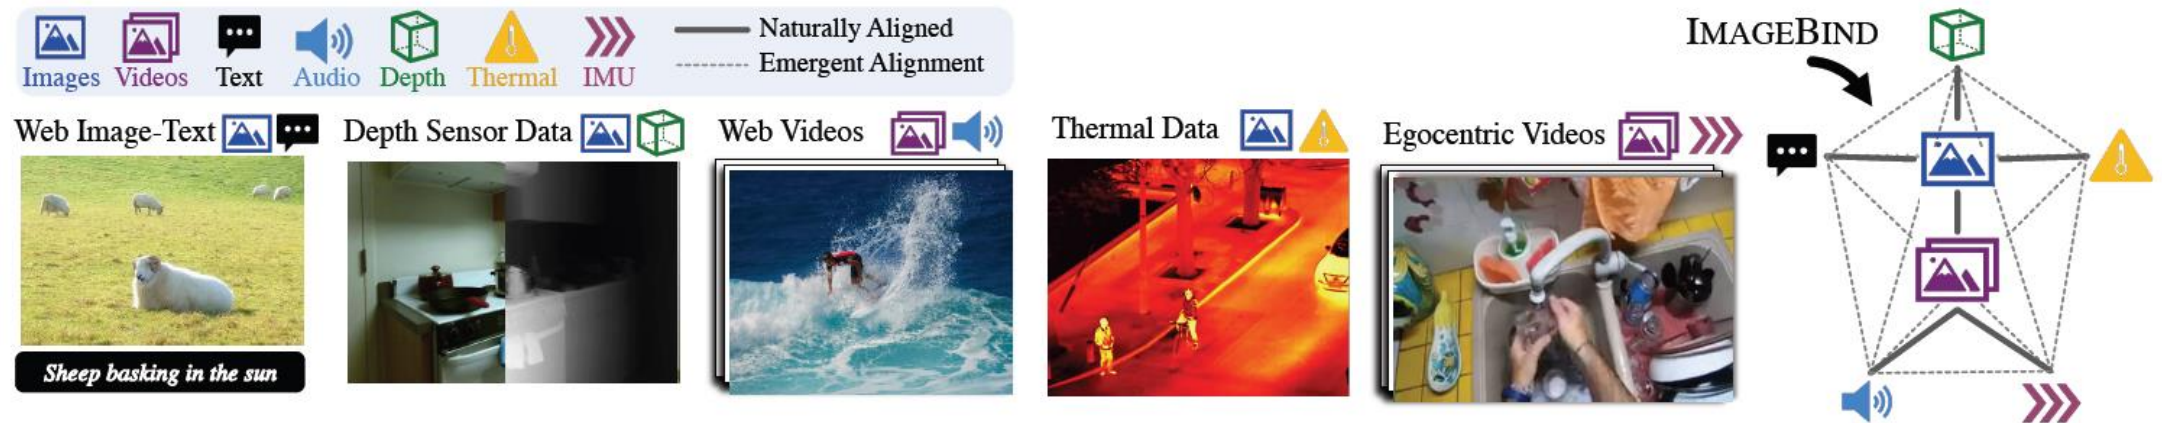 Images Videos Text Audio Depth Thermal IMU
Naturally Aligned
Emergent Alignment
IMAGEBIND
Web Image-Text
Depth Sensor Data
Web Videos
Thermal Data
Egocentric Videos
Sheep basking in the sun